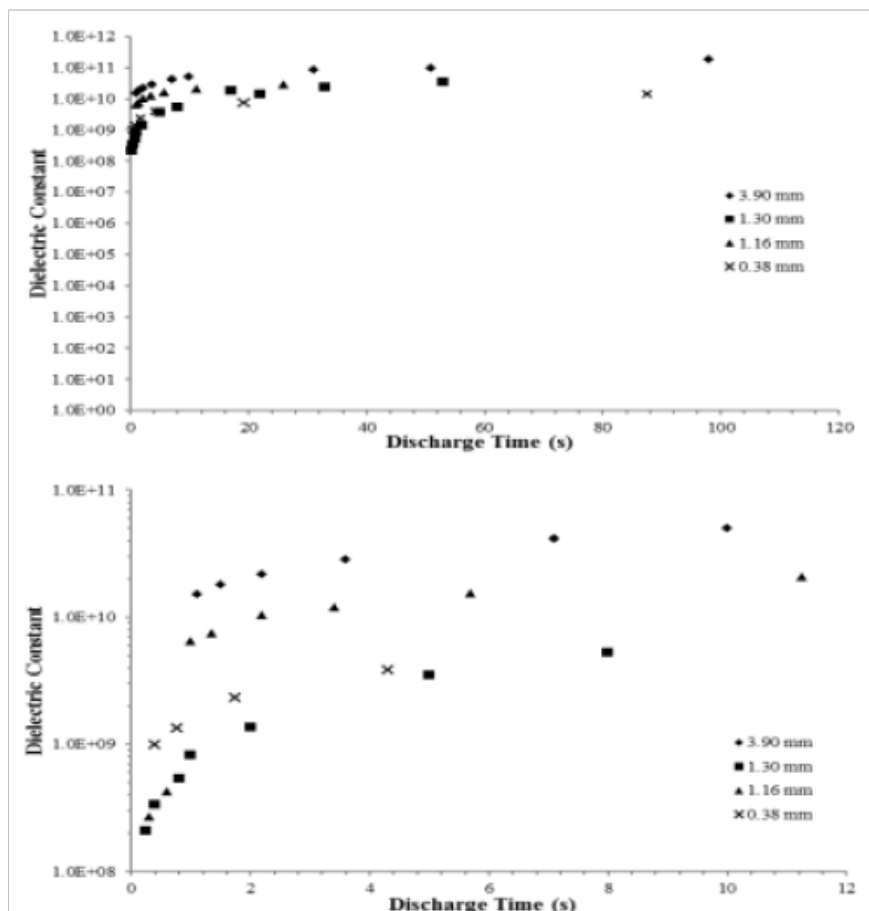 1.0E+12
1.0E+11
1.0E+10
1.0E+09
1.0E+08
1.0E+07
1.0E+06
1.0E+05
1.0E+04
1.0E+03
1.0E+02
1.0E+01
1.0E+00
Dielectric Constant
3.90 mm
1.30 mm
1.16 mm
0.38 mm
0 20 40 60 80 100 120
Discharge Time (s)
1.0E+11
1.0E+10
1.0E+09
1.0E+08
Dielectric Constant
3.90 mm
1.30 mm
1.16 mm
0.38 mm
0 2 4 6 8 10 12
Discharge Time (s)